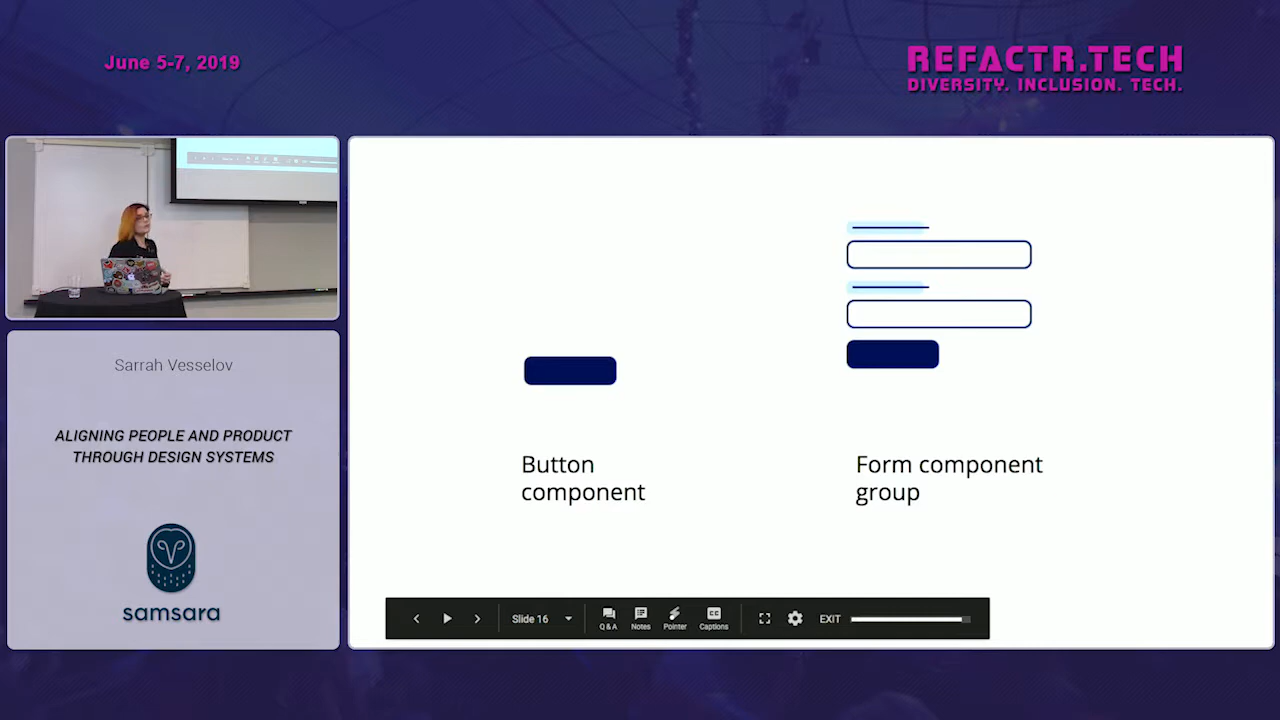 June 5-7, 2019
REFACTR.TECH
DIVERSITY. INCLUSION. TECH.
Sarrah Vesselov
ALIGNING PEOPLE AND PRODUCT
THROUGH DESIGN SYSTEMS
samsara
Button
component
Form component
group
Slide 16
Q & A
Notes
Pointer
CC
Captions
EXIT